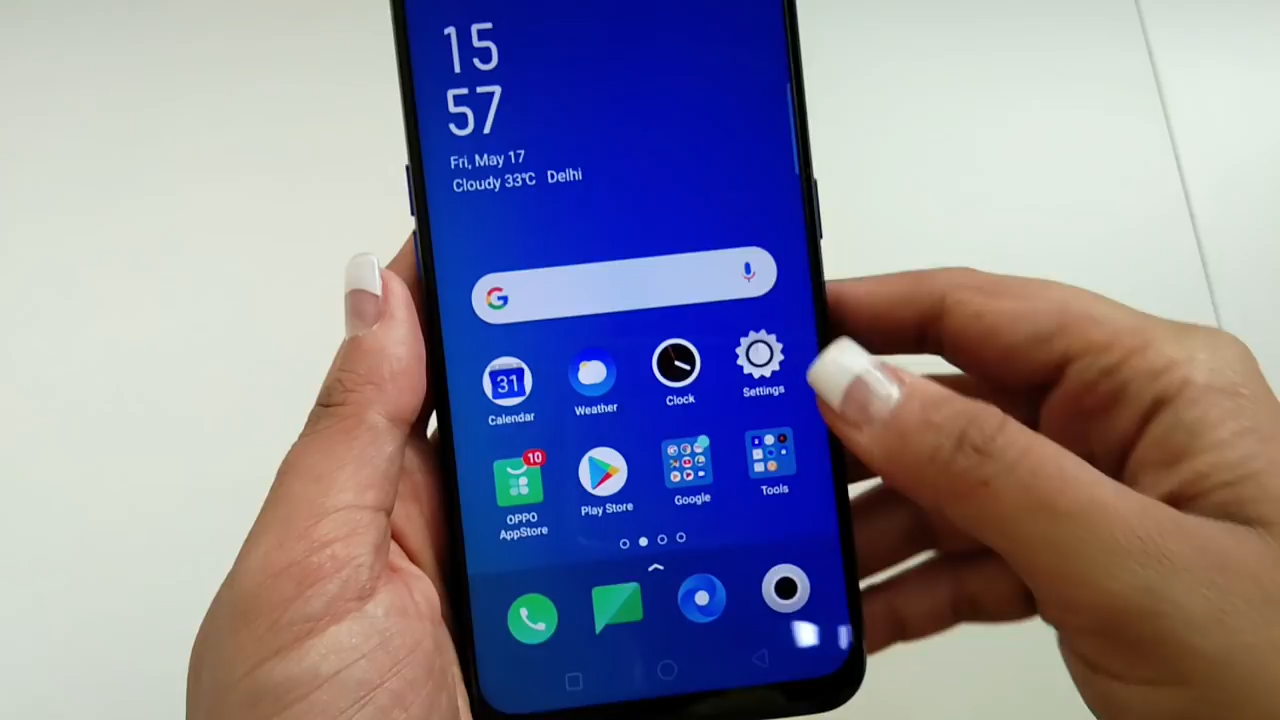 15
57
Fri, May 17
Cloudy 33℃ Delhi
G
31
Calendar
Weather
Clock
Settings
10
OPPO
AppStore
Play Store
Google
Tools